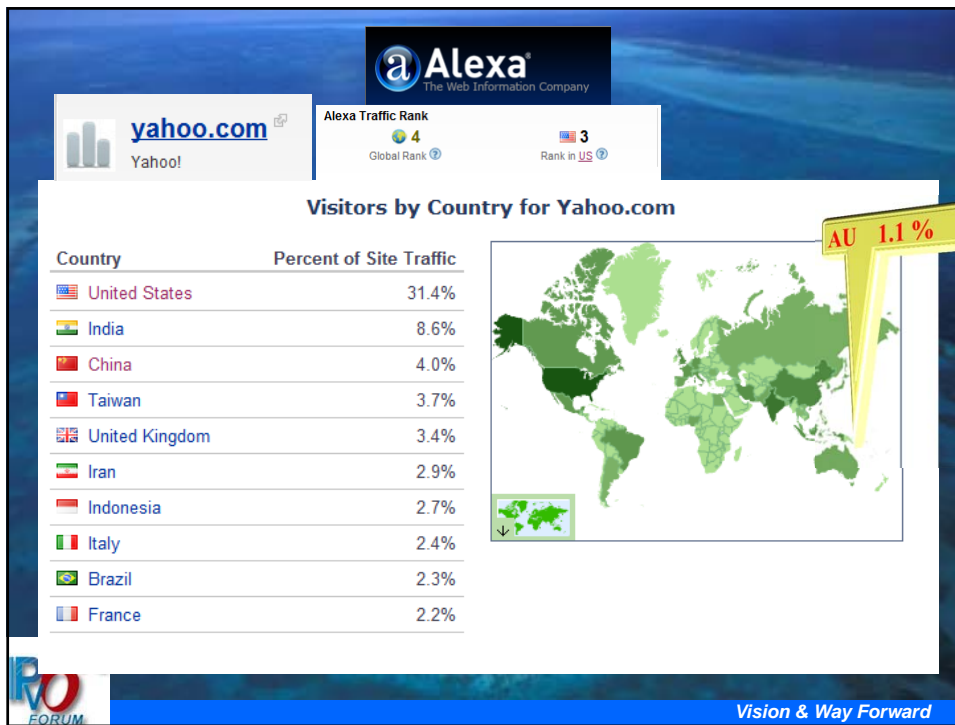 a Alexa®
The Web Information Company
yahoo.com
Yahoo!
Alexa Traffic Rank
4
Global Rank ?
3
Rank in US ?
Visitors by Country for Yahoo.com
AU 1.1 %
Country Percent of Site Traffic
United States 31.4%
India 8.6%
China 4.0%
Taiwan 3.7%
United Kingdom 3.4%
Iran 2.9%
Indonesia 2.7%
Italy 2.4%
Brazil 2.3%
France 2.2%
IPv6
FORUM
Vision & Way Forward